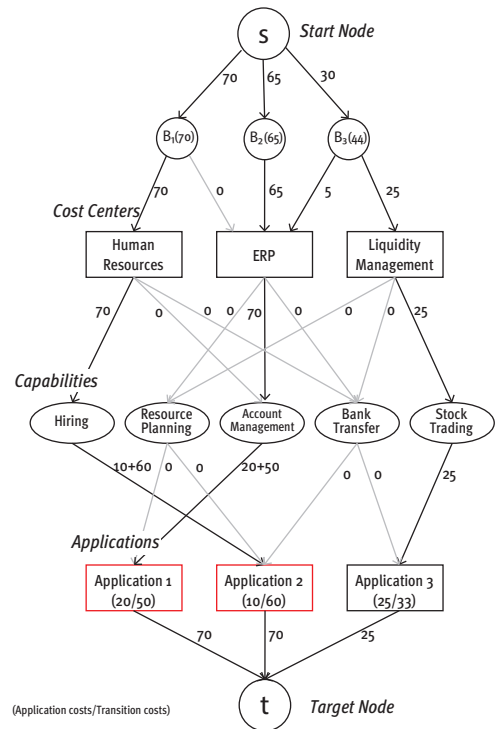 S
Start Node
70
65
30
B₁(70)
B₂(65)
B₃(44)
70
0
65
5
25
Cost Centers
Human
Resources
ERP
Liquidity
Management
70
0
0
0
70
0
0
0
25
Capabilities
Hiring
Resource
Planning
Account
Management
Bank
Transfer
Stock
Trading
10+60
0
0
20+50
0
0
25
Applications
Application 1
(20/50)
Application 2
(10/60)
Application 3
(25/33)
70
70
25
t
Target Node
(Application costs/Transition costs)